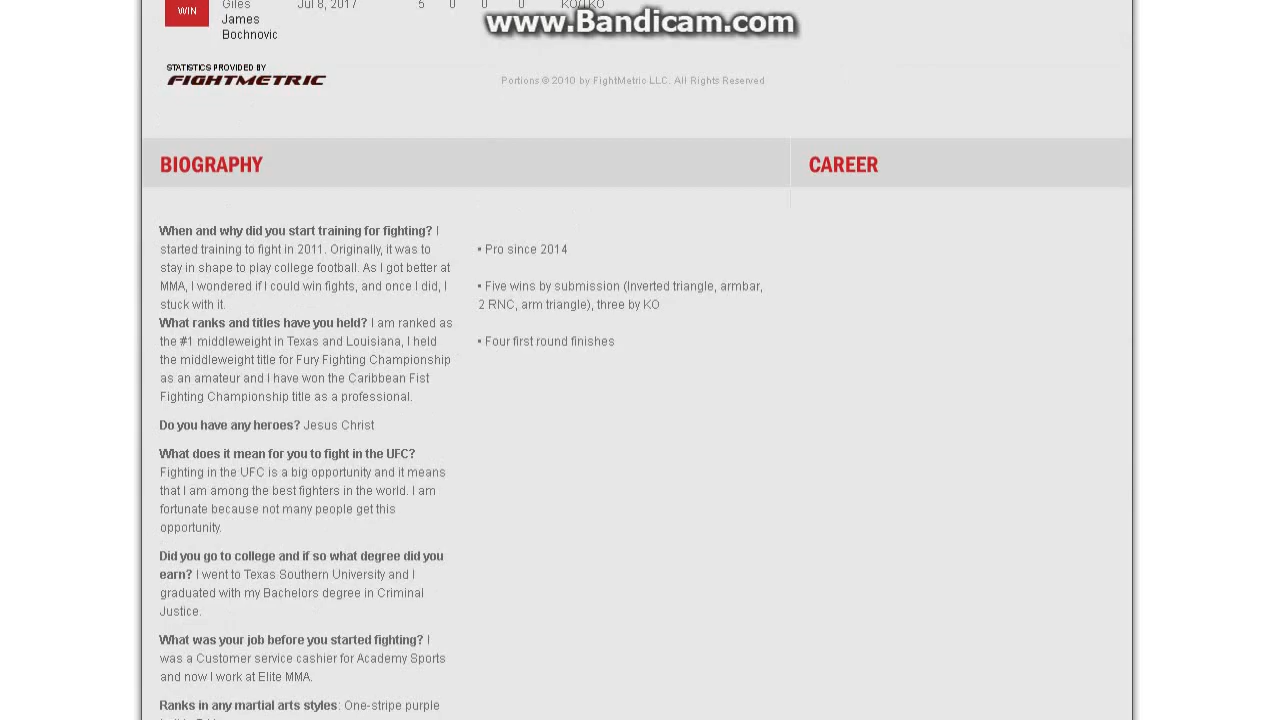 Giles Jul 8, 2017 5 0 0 0 KO/TKO
WIN James
Bochnovic
www.Bandicam.com
STATISTICS PROVIDED BY
FIGHTMETRIC
Portions © 2010 by FightMetric LLC. All Rights Reserved
BIOGRAPHY
CAREER
When and why did you start training for fighting? I
started training to fight in 2011. Originally, it was to
stay in shape to play college football. As I got better at
MMA, I wondered if I could win fights, and once I did, I
stuck with it.
What ranks and titles have you held? I am ranked as
the #1 middleweight in Texas and Louisiana, I held
the middleweight title for Fury Fighting Championship
as an amateur and I have won the Caribbean Fist
Fighting Championship title as a professional.
Do you have any heroes? Jesus Christ
What does it mean for you to fight in the UFC?
Fighting in the UFC is a big opportunity and it means
that I am among the best fighters in the world. I am
fortunate because not many people get this
opportunity.
Did you go to college and if so what degree did you
earn? I went to Texas Southern University and I
graduated with my Bachelors degree in Criminal
Justice.
What was your job before you started fighting? I
was a Customer service cashier for Academy Sports
and now I work at Elite MMA.
Ranks in any martial arts styles: One-stripe purple
• Pro since 2014
• Five wins by submission (Inverted triangle, armbar,
2 RNC, arm triangle), three by KO
• Four first round finishes